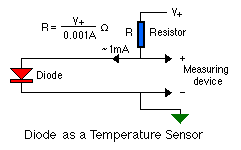 V+
R = V+ / 0.001A Ω
R Resistor
~1mA
+
Diode
Measuring
device
−
Diode as a Temperature Sensor